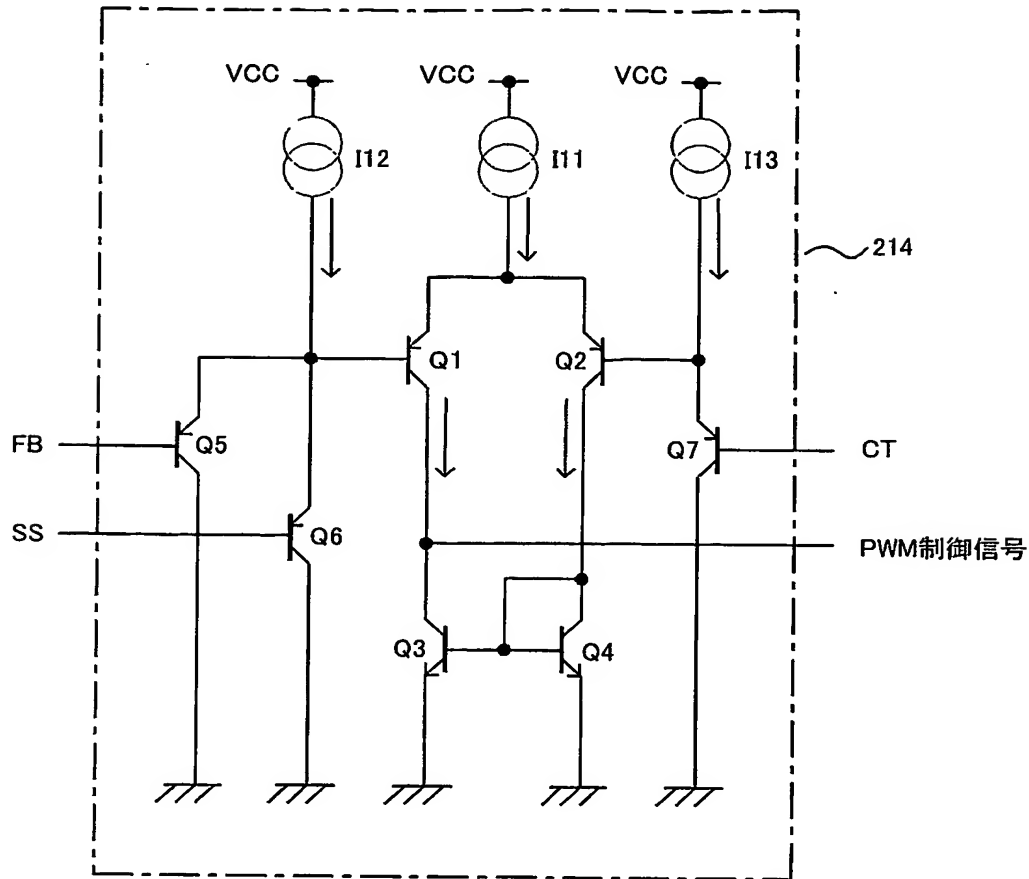 VCC
VCC
VCC
I12
I11
I13
214
Q1
Q2
FB
Q5
Q7
CT
SS
Q6
PWM制御信号
Q3
Q4